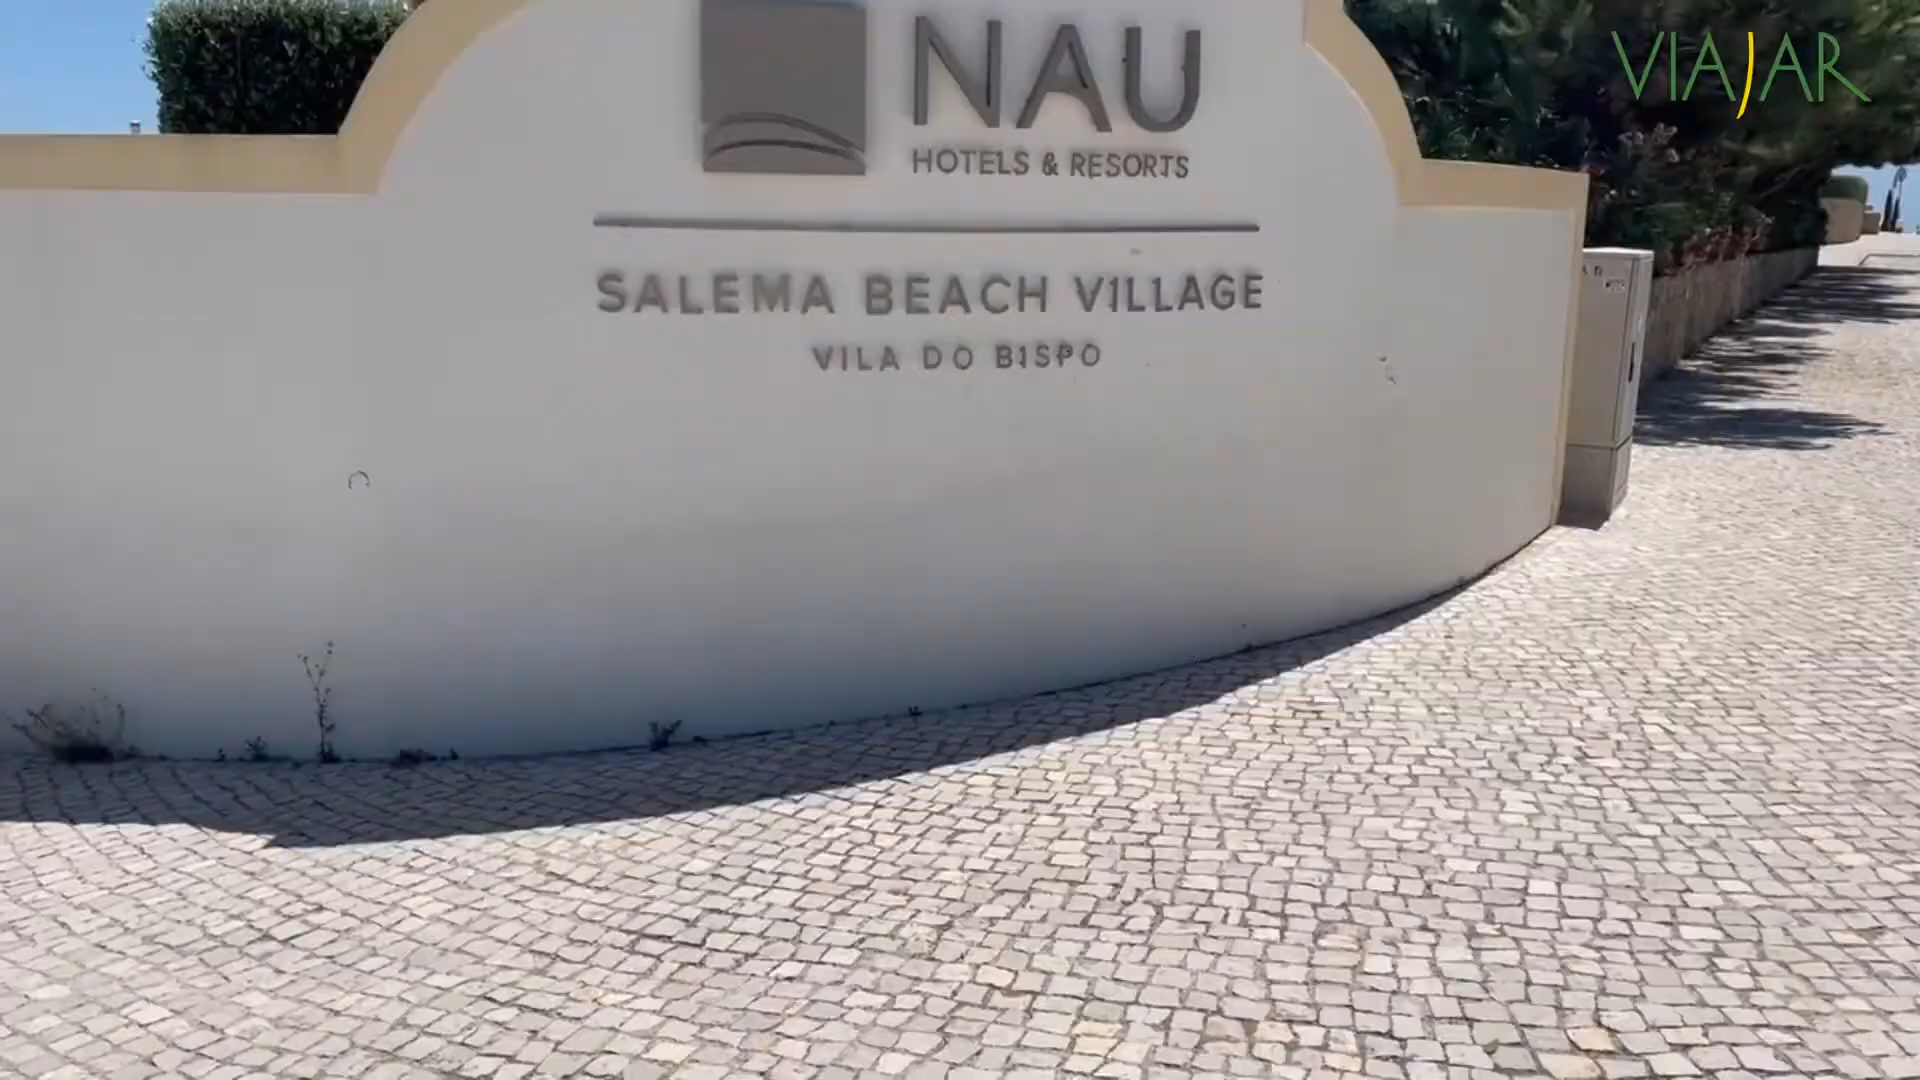 VIAJAR
NAU
HOTELS & RESORTS
SALEMA BEACH VILLAGE
VILA DO BISPO